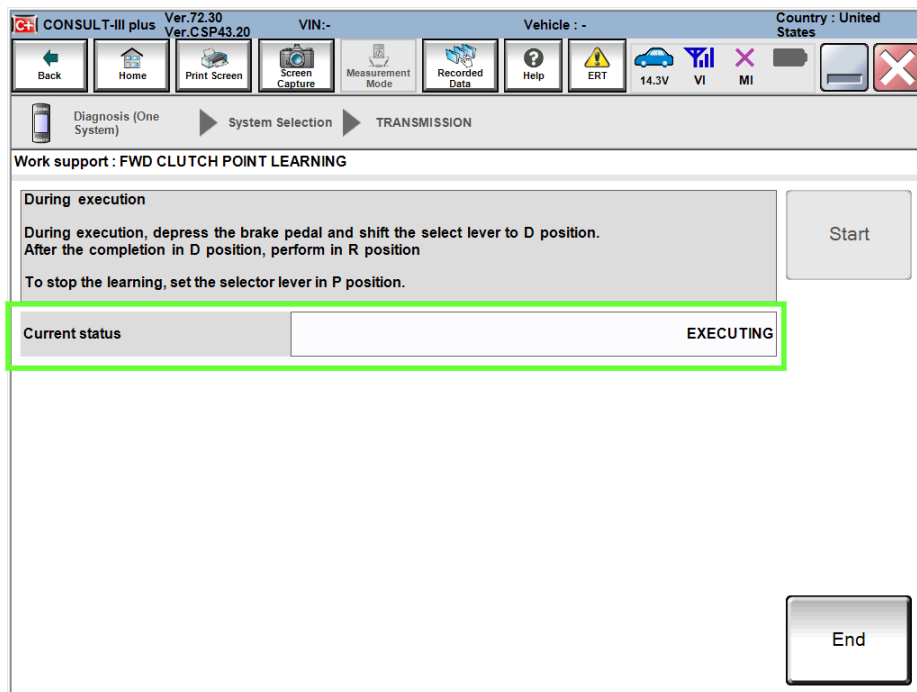 C+ CONSULT-III plus Ver.72.30 VIN:- Vehicle : - Country : United
Ver.CSP43.20 States
Back Home Print Screen Screen Capture Measurement Mode Recorded Data Help ERT 14.3V VI MI
Diagnosis (One System) System Selection TRANSMISSION
Work support : FWD CLUTCH POINT LEARNING
During execution
During execution, depress the brake pedal and shift the select lever to D position.
After the completion in D position, perform in R position
To stop the learning, set the selector lever in P position.
Start
Current status EXECUTING
End